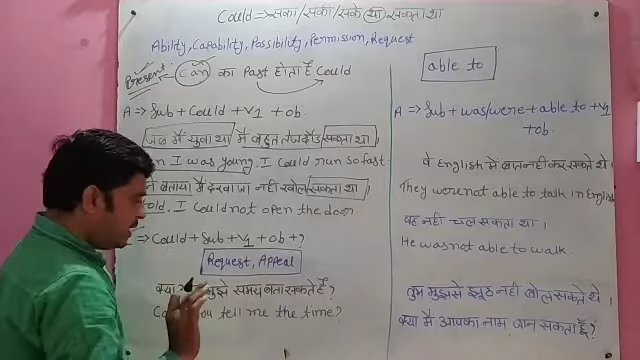 Could => सका/सकी/सके था सकता था
Ability, Capability, Possibility, Permission, Request
Present Can का Past होता है Could
A => Sub + Could + V1 + ob
जब मैं युवा था मैं बहुत तेज दौड़ सकता था।
I was young. I Could run so fast
बताया मैं दरवाजा नहीं खोल सकता था।
told. I Could not open the door.
=> Could + Sub + V1 + ob + ?
Request, Appeal
क्या मुझे समय बता सकते हैं?
you tell me the time?
able to
A => Sub + was/were + able to + V1
+ ob.
वे English में बात नहीं कर सकते थे।
They were not able to talk in English
वह नहीं चल सकता था।
He was not able to walk.
तुम मुझसे झूठ नहीं बोल सकते थे
क्या मैं आपका नाम जान सकता हूँ?